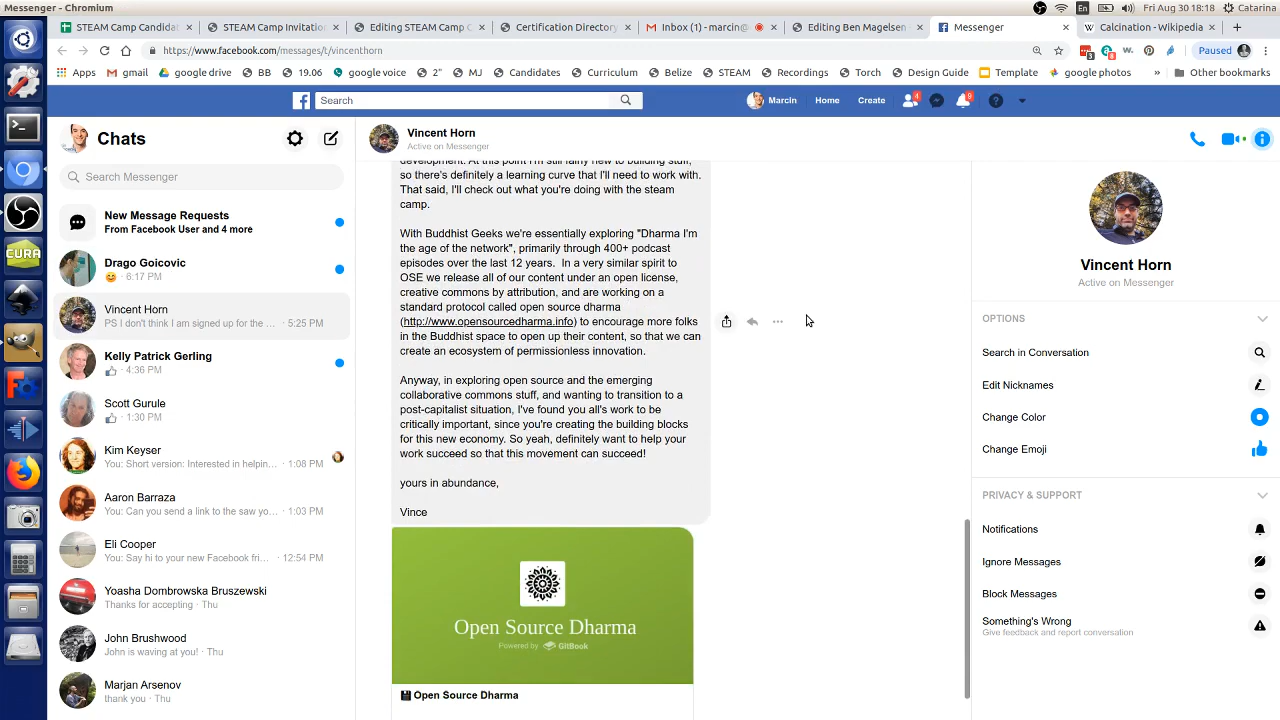 Messenger - Chromium
En
Fri Aug 30 18:18
Catarina
STEAM Camp Candidat
STEAM Camp Invitation
Editing STEAM Camp C
Certification Directory
Inbox (1) - marcin@
Editing Ben Magelsen
Messenger
Calcination - Wikipedia
https://www.facebook.com/messages/t/vincenthorn
Paused
Apps
gmail
google drive
BB
19.06
google voice
2"
MJ
Candidates
Curriculum
Belize
STEAM
Recordings
Torch
Design Guide
Template
google photos
»
Other bookmarks
Search
Marcin
Home
Create
4
9
Chats
Search Messenger
New Message Requests
From Facebook User and 4 more
Drago Goicovic
😊 · 6:17 PM
Vincent Horn
PS I don't think I am signed up for the ... · 5:25 PM
Kelly Patrick Gerling
· 4:36 PM
Scott Gurule
· 1:30 PM
Kim Keyser
You: Short version: Interested in helpin... · 1:08 PM
Aaron Barraza
You: Can you send a link to the saw yo... · 1:03 PM
Eli Cooper
You: Say hi to your new Facebook fri... · 12:54 PM
Yoasha Dombrowska Bruszewski
Thanks for accepting · Thu
John Brushwood
John is waving at you! · Thu
Marjan Arsenov
thank you · Thu
Vincent Horn
Active on Messenger
development. At this point I'm still fairly new to building stuff,
so there's definitely a learning curve that I'll need to work with.
That said, I'll check out what you're doing with the steam
camp.
With Buddhist Geeks we're essentially exploring "Dharma I'm
the age of the network", primarily through 400+ podcast
episodes over the last 12 years. In a very similar spirit to
OSE we release all of our content under an open license,
creative commons by attribution, and are working on a
standard protocol called open source dharma
(http://www.opensourcedharma.info) to encourage more folks
in the Buddhist space to open up their content, so that we can
create an ecosystem of permissionless innovation.
Anyway, in exploring open source and the emerging
collaborative commons stuff, and wanting to transition to a
post-capitalist situation, I've found you all's work to be
critically important, since you're creating the building blocks
for this new economy. So yeah, definitely want to help your
work succeed so that this movement can succeed!
yours in abundance,
Vince
Open Source Dharma
Powered by GitBook
Open Source Dharma
Vincent Horn
Active on Messenger
OPTIONS
Search in Conversation
Edit Nicknames
Change Color
Change Emoji
PRIVACY & SUPPORT
Notifications
Ignore Messages
Block Messages
Something's Wrong
Give feedback and report conversation
CURA